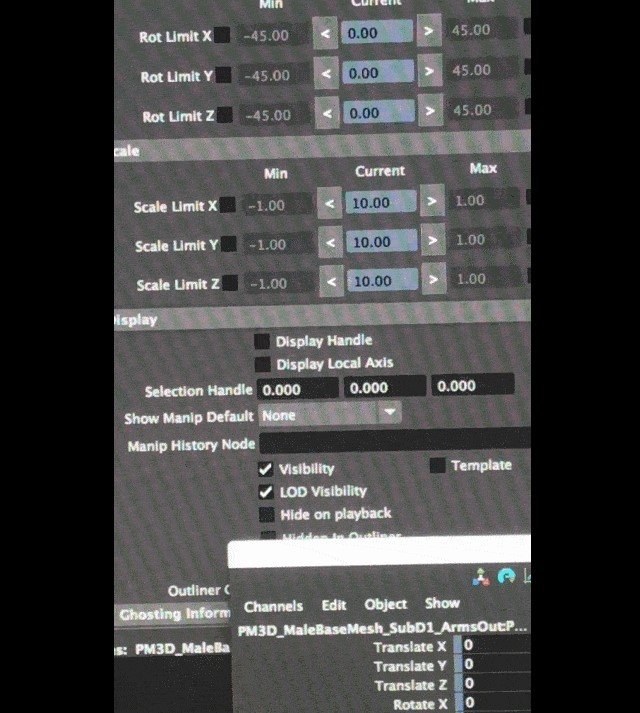 Min Current Max
Rot Limit X -45.00 < 0.00 > 45.00
Rot Limit Y -45.00 < 0.00 > 45.00
Rot Limit Z -45.00 < 0.00 > 45.00
cale
Min Current Max
Scale Limit X -1.00 < 10.00 > 1.00
Scale Limit Y -1.00 < 10.00 > 1.00
Scale Limit Z -1.00 < 10.00 > 1.00
isplay
Display Handle
Display Local Axis
Selection Handle 0.000 0.000 0.000
Show Manip Default None
Manip History Node
Visibility Template
LOD Visibility
Hide on playback
Hidden In Outliner
Outliner C
Ghosting Inform
s: PM3D_MaleBa
Channels Edit Object Show
PM3D_MaleBaseMesh_SubD1_ArmsOut:P...
Translate X 0
Translate Y 0
Translate Z 0
Rotate X 0